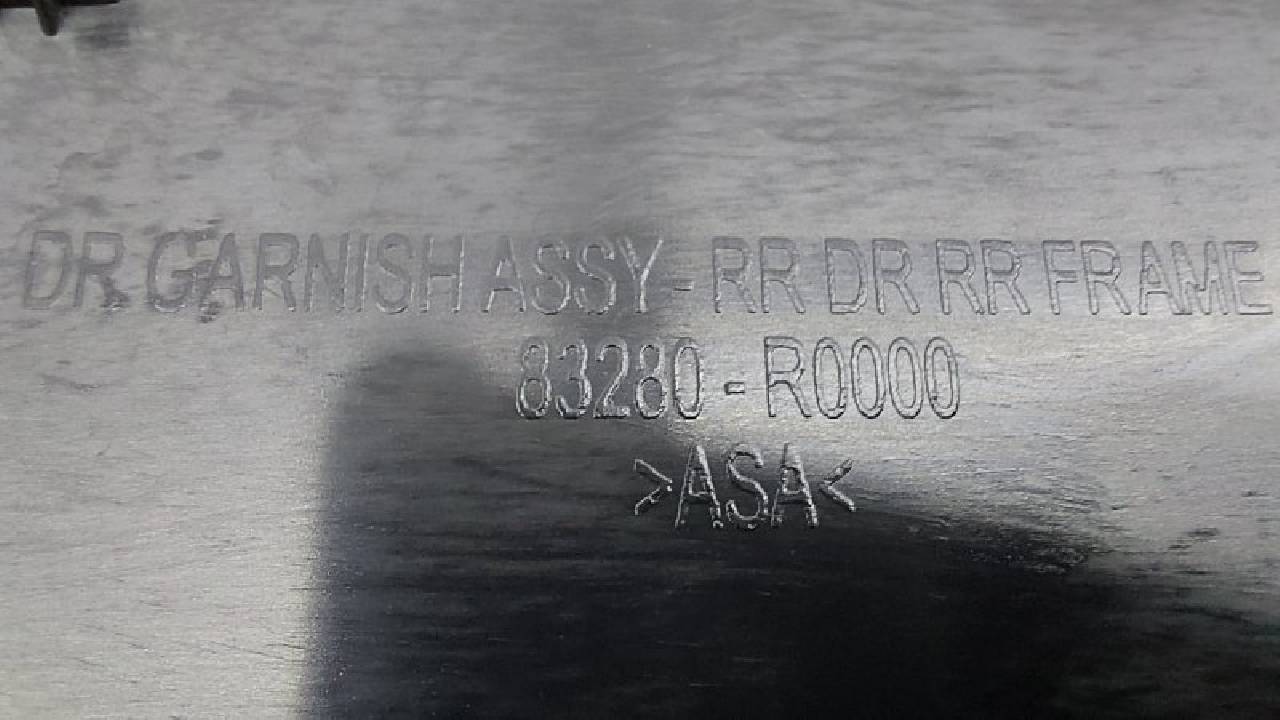 DR GARNISH ASSY-RR DR RR FRAME
83280-R0000
>ASA<